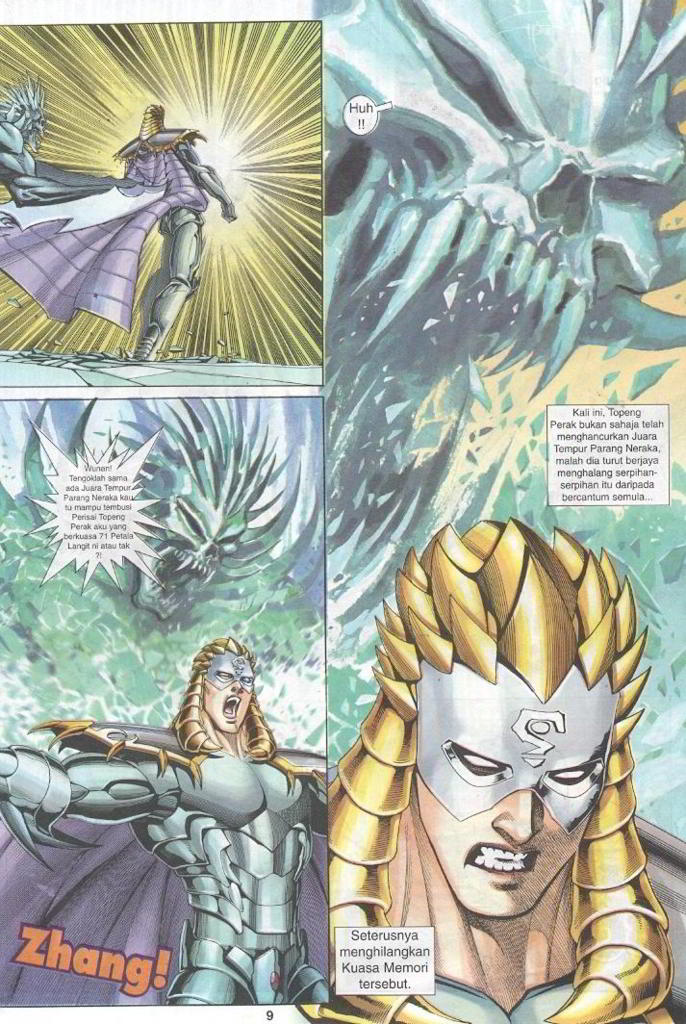 Wunen!
Tengoklah sama
ada Juara Tempur
Parang Neraka kau
tu mampu tembusi
Perisai Topeng
Perak aku yang
berkuasa 71 Petala
Langit ni atau tak
?!
Zhang!
Huh
!!
Kali ini, Topeng
Perak bukan sahaja telah
menghancurkan Juara
Tempur Parang Neraka,
malah dia turut berjaya
menghalang serpihan-
serpihan itu daripada
bercantum semula...
Seterusnya
menghilangkan
Kuasa Memori
tersebut.
9